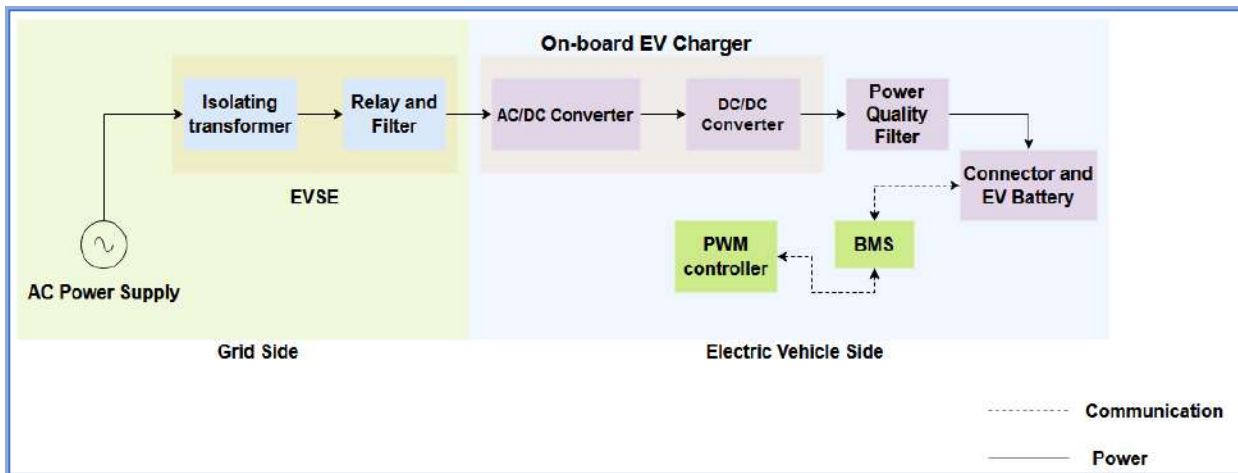 On-board EV Charger
Isolating
transformer
Relay and
Filter
AC/DC Converter
DC/DC
Converter
Power
Quality
Filter
Connector and
EV Battery
EVSE
PWM
controller
BMS
AC Power Supply
Grid Side
Electric Vehicle Side
Communication
Power